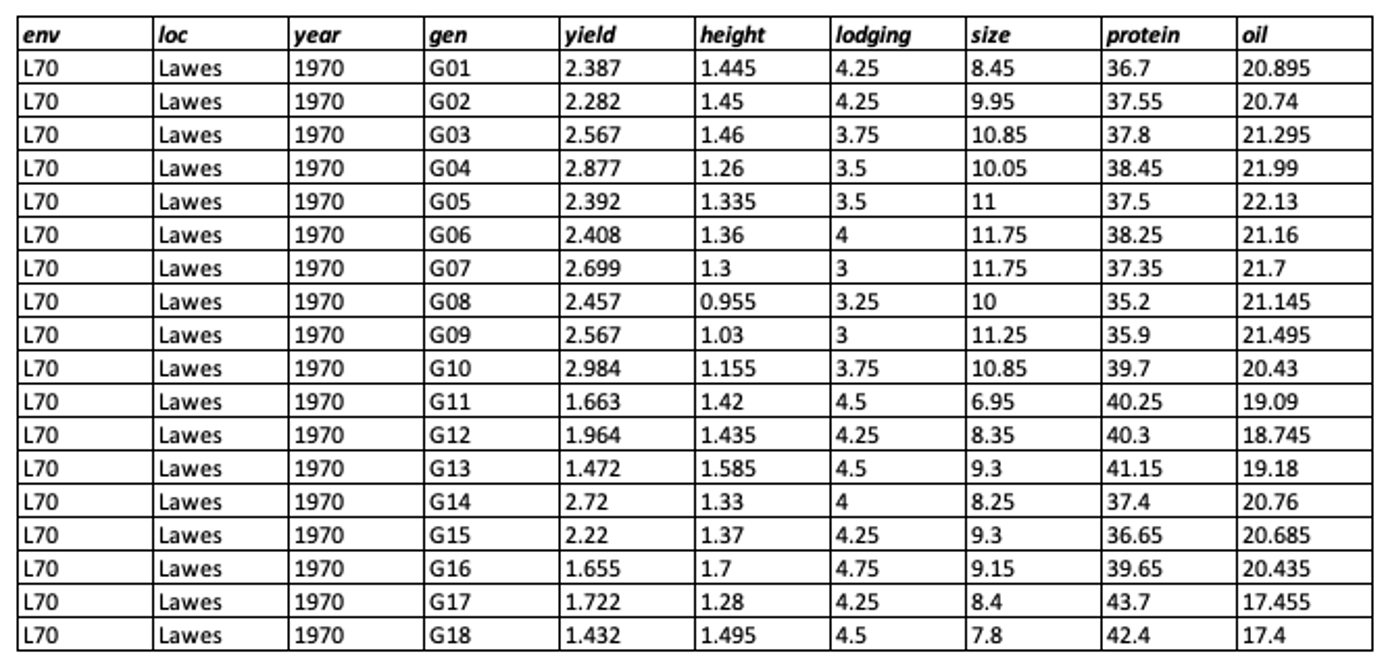 env loc year gen yield height lodging size protein oil
L70 Lawes 1970 G01 2.387 1.445 4.25 8.45 36.7 20.895
L70 Lawes 1970 G02 2.282 1.45 4.25 9.95 37.55 20.74
L70 Lawes 1970 G03 2.567 1.46 3.75 10.85 37.8 21.295
L70 Lawes 1970 G04 2.877 1.26 3.5 10.05 38.45 21.99
L70 Lawes 1970 G05 2.392 1.335 3.5 11 37.5 22.13
L70 Lawes 1970 G06 2.408 1.36 4 11.75 38.25 21.16
L70 Lawes 1970 G07 2.699 1.3 3 11.75 37.35 21.7
L70 Lawes 1970 G08 2.457 0.955 3.25 10 35.2 21.145
L70 Lawes 1970 G09 2.567 1.03 3 11.25 35.9 21.495
L70 Lawes 1970 G10 2.984 1.155 3.75 10.85 39.7 20.43
L70 Lawes 1970 G11 1.663 1.42 4.5 6.95 40.25 19.09
L70 Lawes 1970 G12 1.964 1.435 4.25 8.35 40.3 18.745
L70 Lawes 1970 G13 1.472 1.585 4.5 9.3 41.15 19.18
L70 Lawes 1970 G14 2.72 1.33 4 8.25 37.4 20.76
L70 Lawes 1970 G15 2.22 1.37 4.25 9.3 36.65 20.685
L70 Lawes 1970 G16 1.655 1.7 4.75 9.15 39.65 20.435
L70 Lawes 1970 G17 1.722 1.28 4.25 8.4 43.7 17.455
L70 Lawes 1970 G18 1.432 1.495 4.5 7.8 42.4 17.4